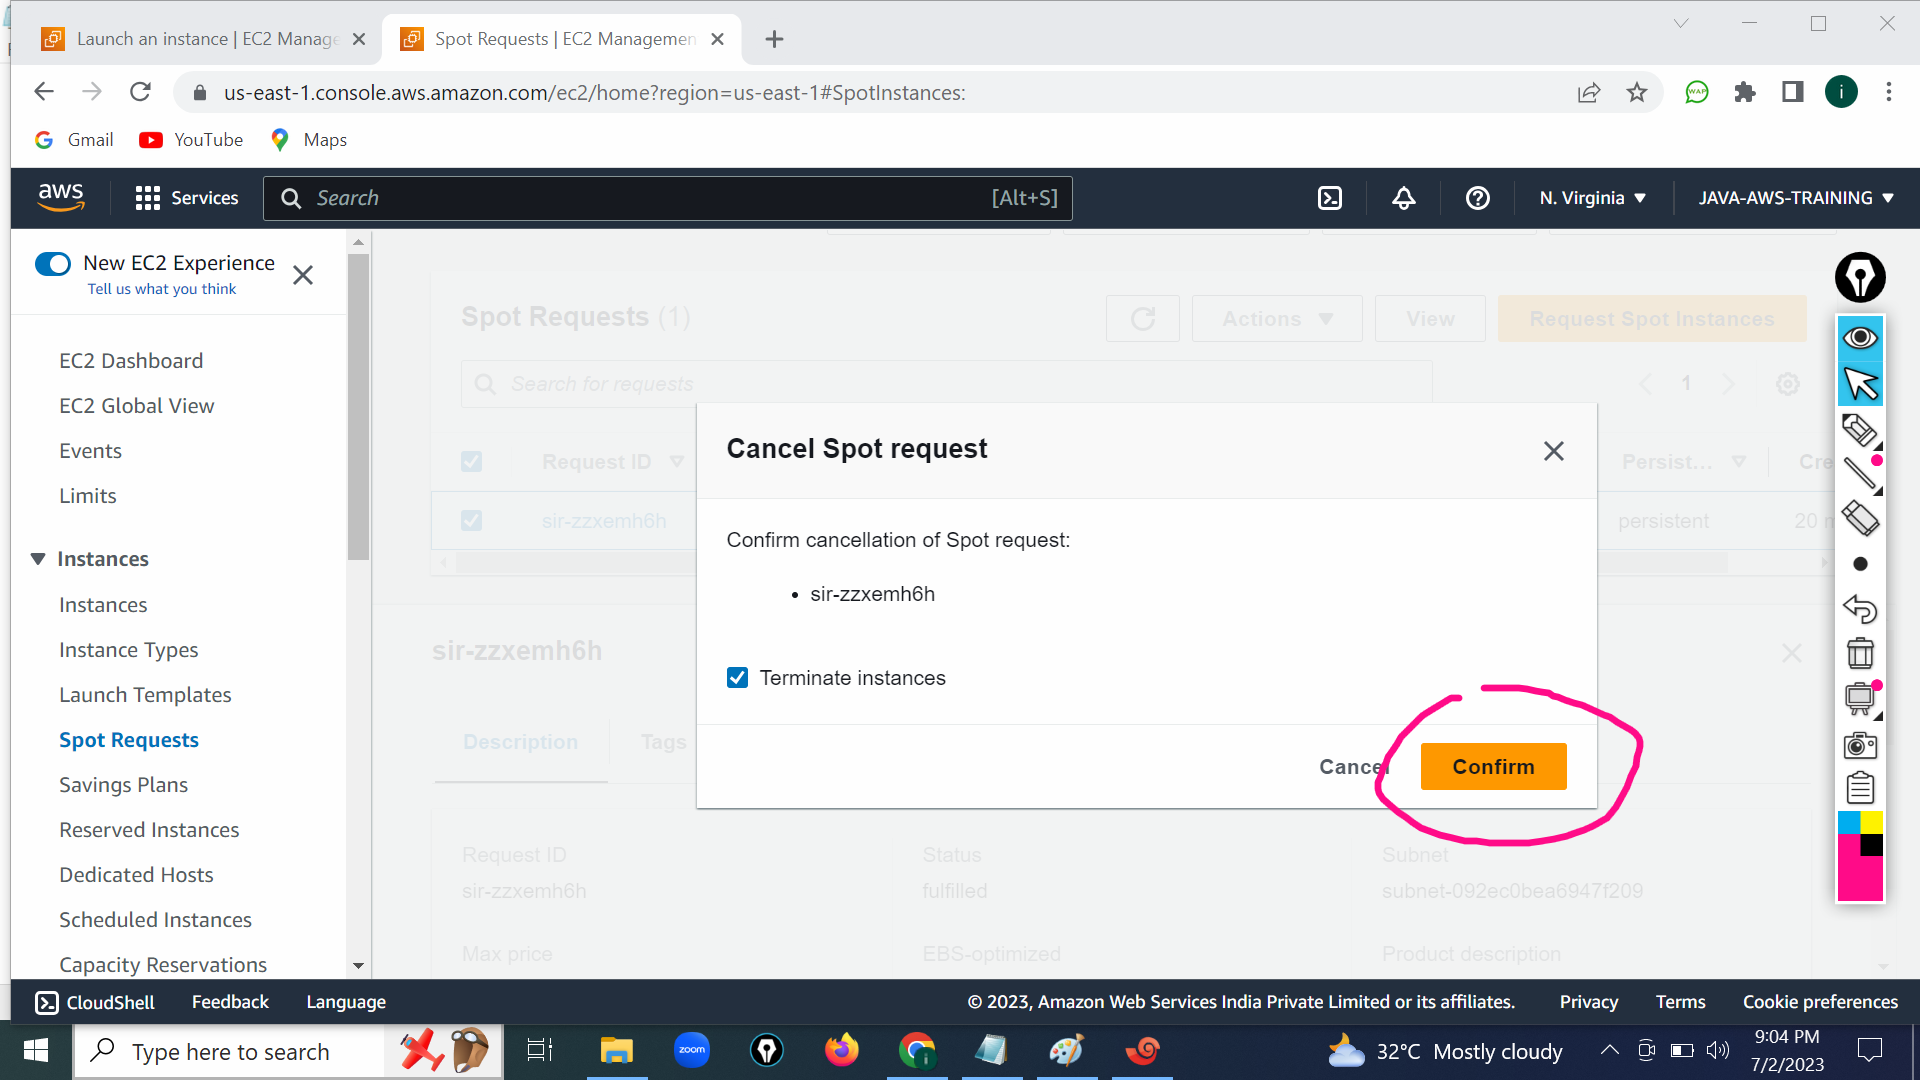 Launch an instance | EC2 Manage
Spot Requests | EC2 Managemen
us-east-1.console.aws.amazon.com/ec2/home?region=us-east-1#SpotInstances:
WAP
i
Gmail
YouTube
Maps
aws
Services
Search
[Alt+S]
N. Virginia
JAVA-AWS-TRAINING
New EC2 Experience
Tell us what you think
EC2 Dashboard
EC2 Global View
Events
Limits
Instances
Instances
Instance Types
Launch Templates
Spot Requests
Savings Plans
Reserved Instances
Dedicated Hosts
Scheduled Instances
Capacity Reservations
Spot Requests (1)
Actions
View
Request Spot Instances
Search for requests
1
Request ID
Persist...
Cre
sir-zzxemh6h
persistent
20 m
Cancel Spot request
Confirm cancellation of Spot request:
• sir-zzxemh6h
Terminate instances
Cancel
Confirm
sir-zzxemh6h
Description
Tags
Request ID
Status
Subnet
sir-zzxemh6h
fulfilled
subnet-092ec0bea6947f209
Max price
EBS-optimized
Product description
CloudShell
Feedback
Language
© 2023, Amazon Web Services India Private Limited or its affiliates.
Privacy
Terms
Cookie preferences
Type here to search
zoom
i
32°C Mostly cloudy
9:04 PM
7/2/2023